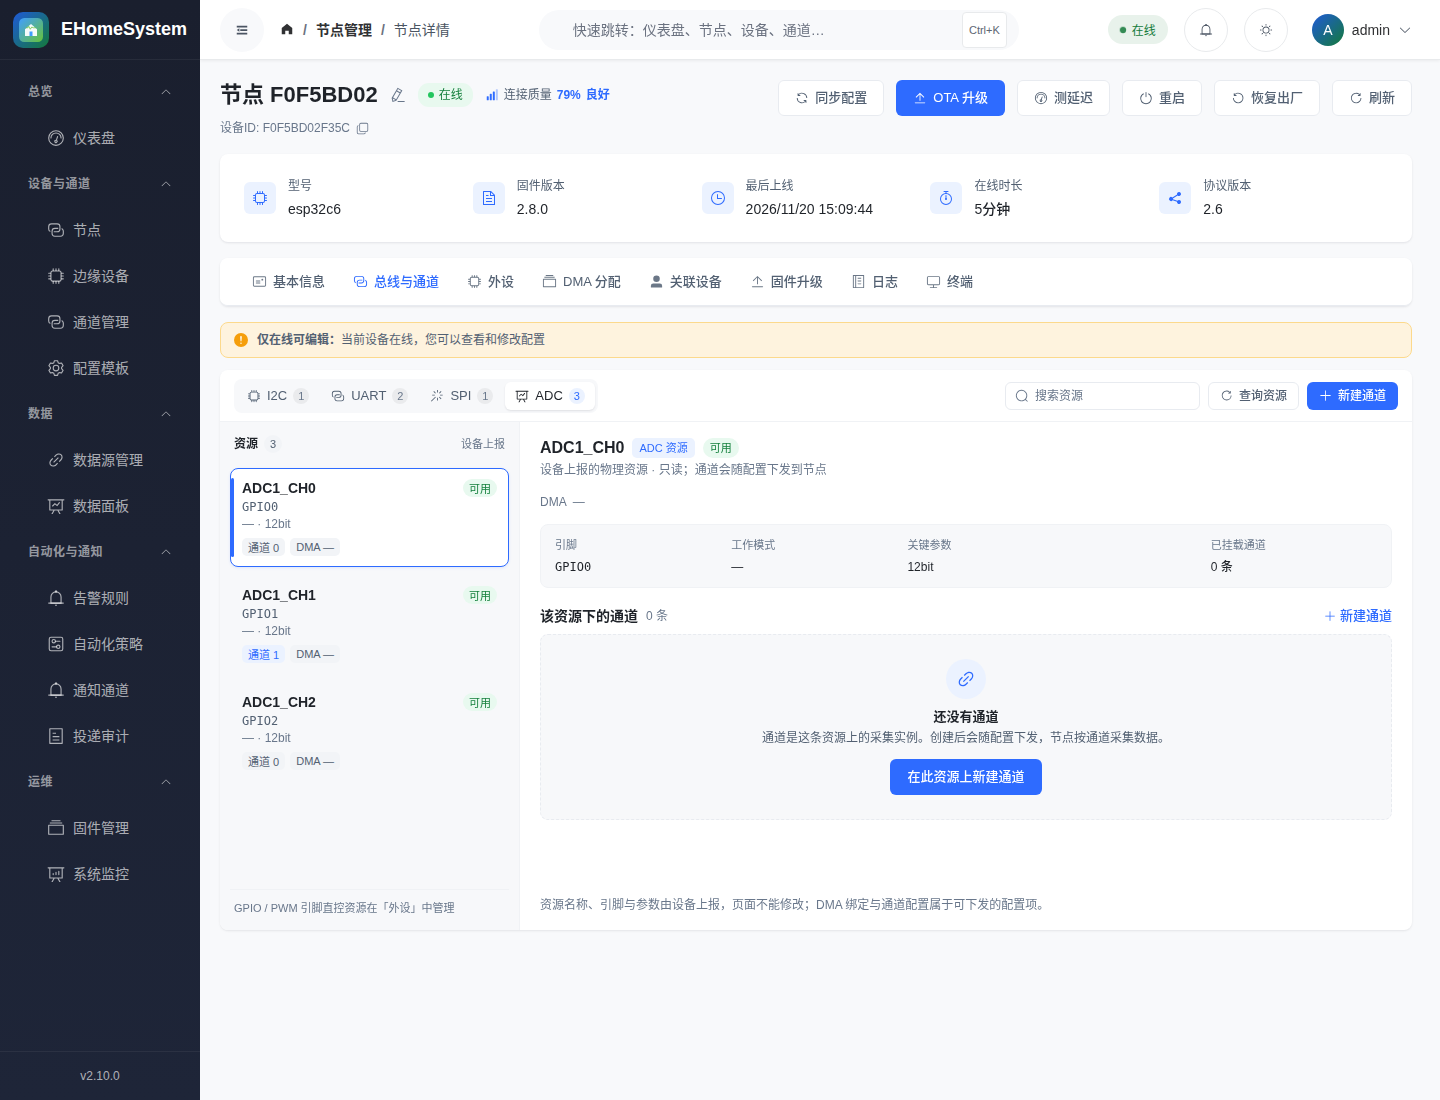 EHomeSystem
总览
仪表盘
设备与通道
节点
边缘设备
通道管理
配置模板
数据
数据源管理
数据面板
自动化与通知
告警规则
自动化策略
通知通道
投递审计
运维
固件管理
系统监控
v2.10.0
/ 节点管理 / 节点详情
快速跳转：仪表盘、节点、设备、通道…
Ctrl+K
在线
A
admin
节点 F0F5BD02
在线
连接质量 79% 良好
设备ID: F0F5BD02F35C
同步配置
OTA 升级
测延迟
重启
恢复出厂
刷新
型号
esp32c6
固件版本
2.8.0
最后上线
2026/11/20 15:09:44
在线时长
5分钟
协议版本
2.6
基本信息
总线与通道
外设
DMA 分配
关联设备
固件升级
日志
终端
仅在线可编辑：当前设备在线，您可以查看和修改配置
I2C 1
UART 2
SPI 1
ADC 3
搜索资源
查询资源
新建通道
资源 3
设备上报
ADC1_CH0
可用
GPIO0
— · 12bit
通道 0
DMA —
ADC1_CH1
可用
GPIO1
— · 12bit
通道 1
DMA —
ADC1_CH2
可用
GPIO2
— · 12bit
通道 0
DMA —
GPIO / PWM 引脚直控资源在「外设」中管理
ADC1_CH0
ADC 资源
可用
设备上报的物理资源 · 只读；通道会随配置下发到节点
DMA —
引脚
GPIO0
工作模式
—
关键参数
12bit
已挂载通道
0 条
该资源下的通道 0 条
新建通道
还没有通道
通道是这条资源上的采集实例。创建后会随配置下发，节点按通道采集数据。
在此资源上新建通道
资源名称、引脚与参数由设备上报，页面不能修改；DMA 绑定与通道配置属于可下发的配置项。